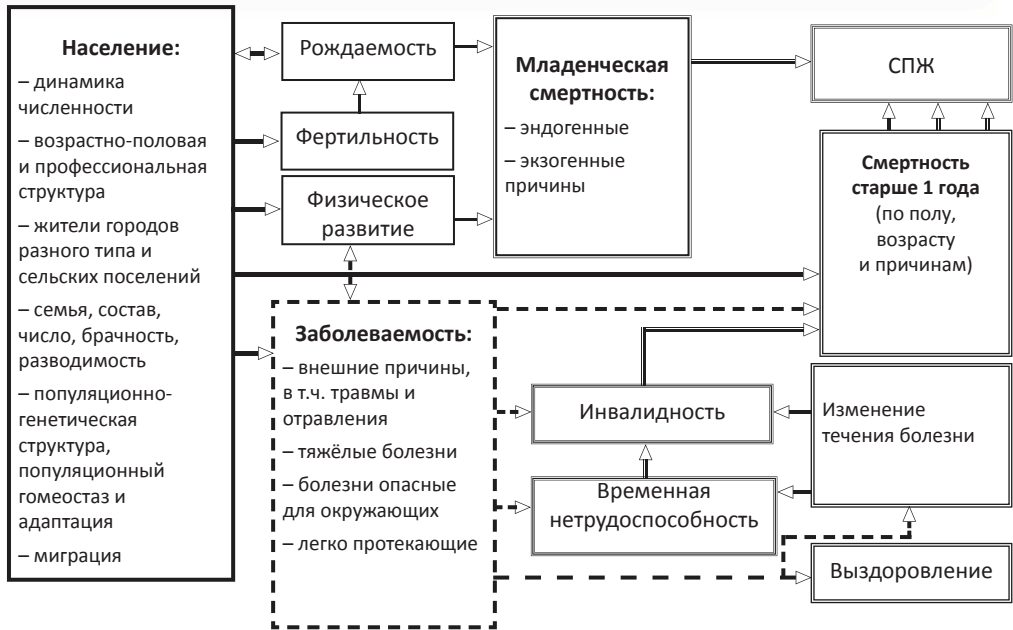 Население:
– динамика
численности
– возрастно-половая
и профессиональная
структура
– жители городов
разного типа и
сельских поселений
– семья, состав,
число, брачность,
разводимость
– популяционно-
генетическая
структура,
популяционный
гомеостаз и
адаптация
– миграция
Рождаемость
Фертильность
Физическое
развитие
Заболеваемость:
– внешние причины,
в т.ч. травмы и
отравления
– тяжёлые болезни
– болезни опасные
для окружающих
– легко протекающие
Младенческая
смертность:
– эндогенные
– экзогенные
причины
Инвалидность
Временная
нетрудоспособность
СПЖ
Смертность
старше 1 года
(по полу,
возрасту
и причинам)
Изменение
течения болезни
Выздоровление